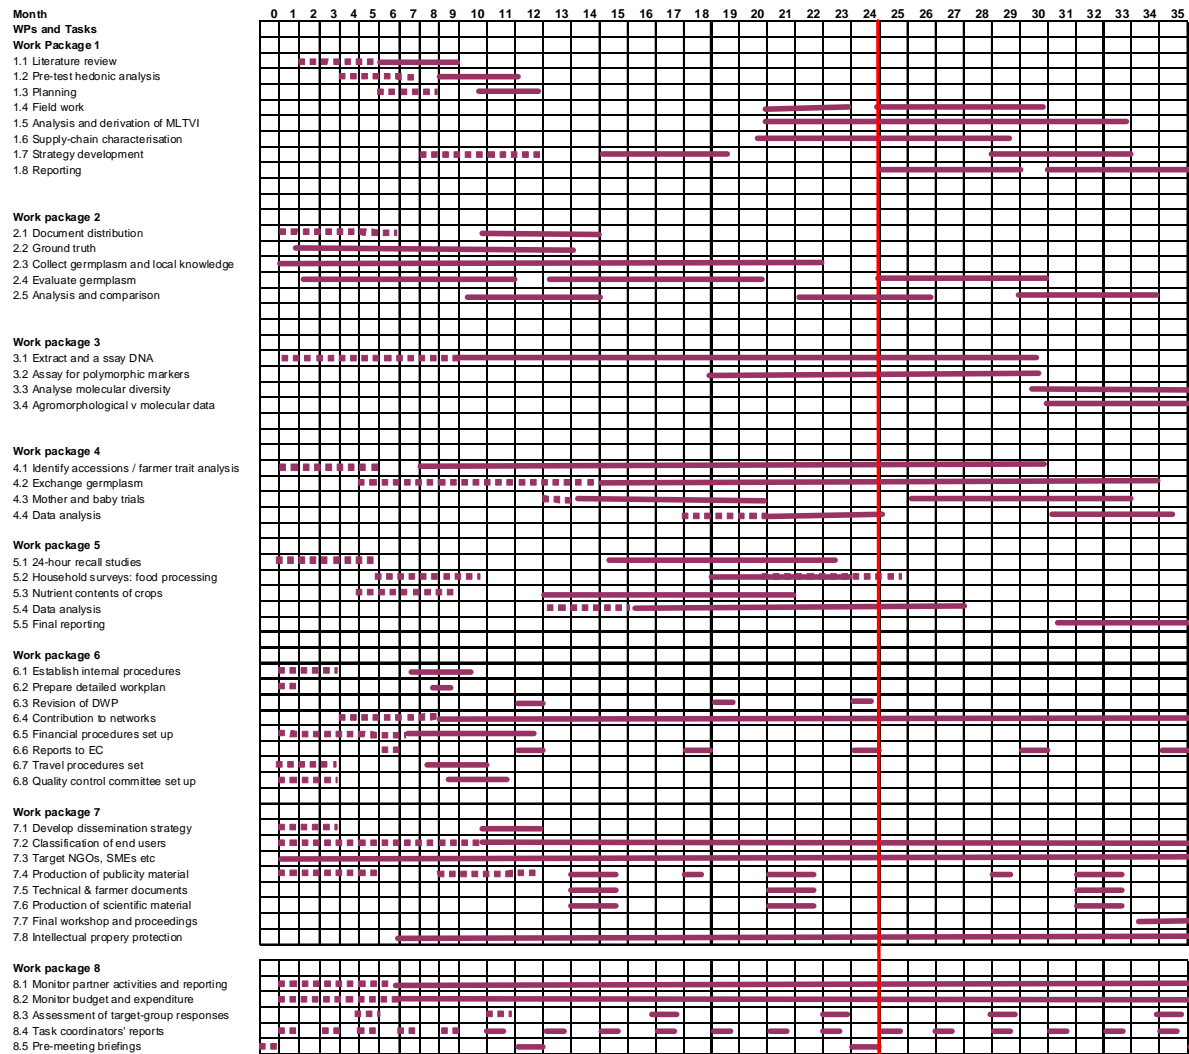 Month 0 1 2 3 4 5 6 7 8 9 10 11 12 13 14 15 16 17 18 19 20 21 22 23 24 25 26 27 28 29 30 31 32 33 35
WPs and Tasks
Work Package 1
1.1 Literature review
1.2 Pre-test hedonic analysis
1.3 Planning
1.4 Field work
1.5 Analysis and derivation of MLTVI
1.6 Supply-chain characterisation
1.7 Strategy development
1.8 Reporting
Work package 2
2.1 Document distribution
2.2 Ground truth
2.3 Collect germplasm and local knowledge
2.4 Evaluate germplasm
2.5 Analysis and comparison
Work package 3
3.1 Extract and a ssay DNA
3.2 Assay for polymorphic markers
3.3 Analyse molecular diversity
3.4 Agromorphological v molecular data
Work package 4
4.1 Identify accessions / farmer trait analysis
4.2 Exchange germplasm
4.3 Mother and baby trials
4.4 Data analysis
Work package 5
5.1 24-hour recall studies
5.2 Household surveys: food processing
5.3 Nutrient contents of crops
5.4 Data analysis
5.5 Final reporting
Work package 6
6.1 Establish internal procedures
6.2 Prepare detailed workplan
6.3 Revision of DWP
6.4 Contribution to networks
6.5 Financial procedures set up
6.6 Reports to EC
6.7 Travel procedures set
6.8 Quality control committee set up
Work package 7
7.1 Develop dissemination strategy
7.2 Classification of end users
7.3 Target NGOs, SMEs etc
7.4 Production of publicity material
7.5 Technical & farmer documents
7.6 Production of scientific material
7.7 Final workshop and proceedings
7.8 Intellectual propery protection
Work package 8
8.1 Monitor partner activities and reporting
8.2 Monitor budget and expenditure
8.3 Assessment of target-group responses
8.4 Task coordinators' reports
8.5 Pre-meeting briefings